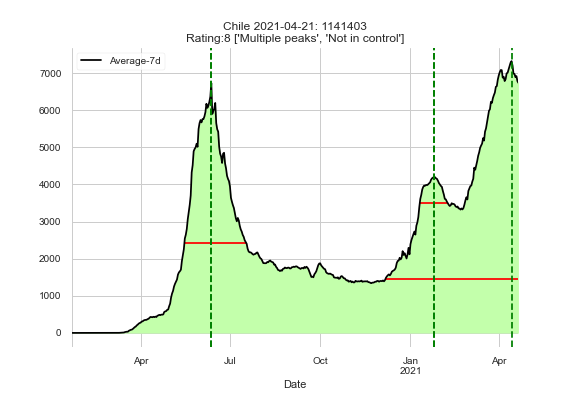 Chile 2021-04-21: 1141403
Rating:8 ['Multiple peaks', 'Not in control']
Average-7d
7000
6000
5000
4000
3000
2000
1000
0
Apr
Jul
Oct
Jan
2021
Apr
Date